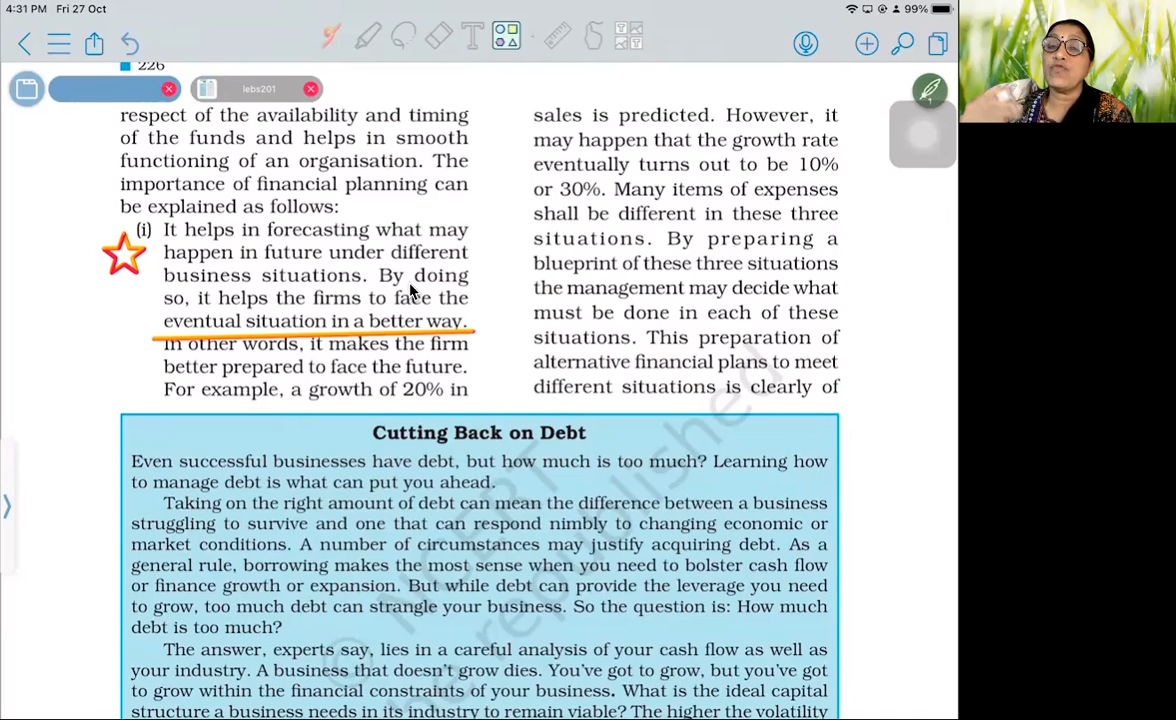 4:31 PM Fri 27 Oct
99%
226
lebs201
respect of the availability and timing
of the funds and helps in smooth
functioning of an organisation. The
importance of financial planning can
be explained as follows:
(i) It helps in forecasting what may
happen in future under different
business situations. By doing
so, it helps the firms to face the
eventual situation in a better way.
In other words, it makes the firm
better prepared to face the future.
For example, a growth of 20% in
sales is predicted. However, it
may happen that the growth rate
eventually turns out to be 10%
or 30%. Many items of expenses
shall be different in these three
situations. By preparing a
blueprint of these three situations
the management may decide what
must be done in each of these
situations. This preparation of
alternative financial plans to meet
different situations is clearly of
Cutting Back on Debt
Even successful businesses have debt, but how much is too much? Learning how
to manage debt is what can put you ahead.
Taking on the right amount of debt can mean the difference between a business
struggling to survive and one that can respond nimbly to changing economic or
market conditions. A number of circumstances may justify acquiring debt. As a
general rule, borrowing makes the most sense when you need to bolster cash flow
or finance growth or expansion. But while debt can provide the leverage you need
to grow, too much debt can strangle your business. So the question is: How much
debt is too much?
The answer, experts say, lies in a careful analysis of your cash flow as well as
your industry. A business that doesn't grow dies. You've got to grow, but you've got
to grow within the financial constraints of your business. What is the ideal capital
structure a business needs in its industry to remain viable? The higher the volatility
© NCERT
be republished